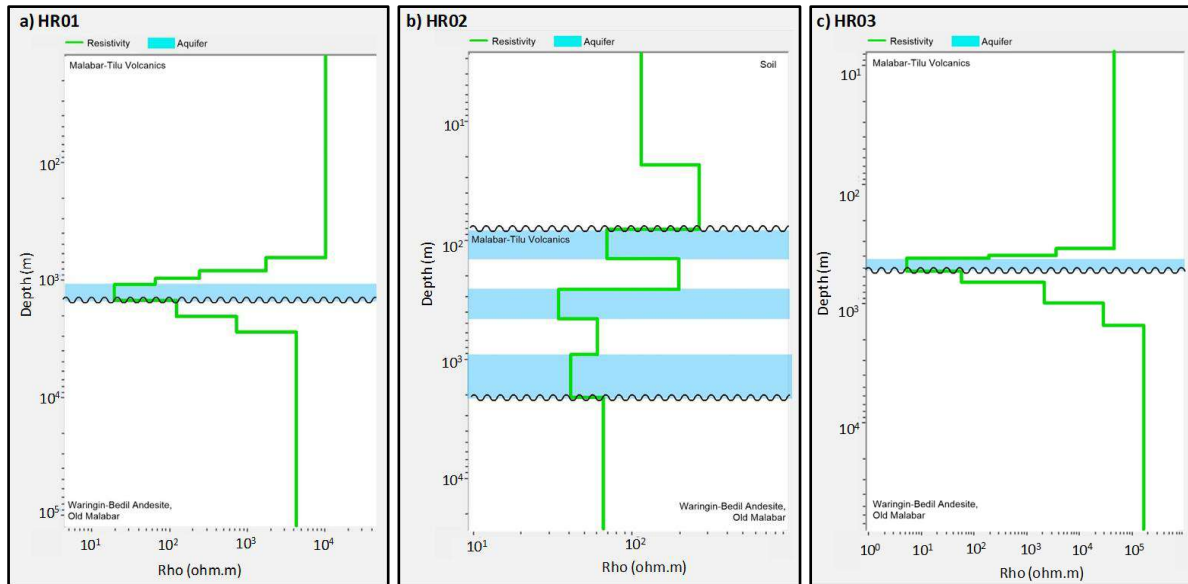 a) HR01
Resistivity Aquifer
Malabar-Tilu Volcanics
Depth (m)
10²
10³
10⁴
10⁵
Waringin-Bedil Andesite,
Old Malabar
10¹ 10² 10³ 10⁴
Rho (ohm.m)
b) HR02
Resistivity Aquifer
Soil
Depth (m)
10¹
10²
Malabar-Tilu Volcanics
10³
10⁴
Waringin-Bedil Andesite,
Old Malabar
10¹ 10²
Rho (ohm.m)
c) HR03
Resistivity Aquifer
Malabar-Tilu Volcanics
Depth (m)
10¹
10²
10³
10⁴
Waringin-Bedil Andesite,
Old Malabar
10⁰ 10¹ 10² 10³ 10⁴ 10⁵
Rho (ohm.m)